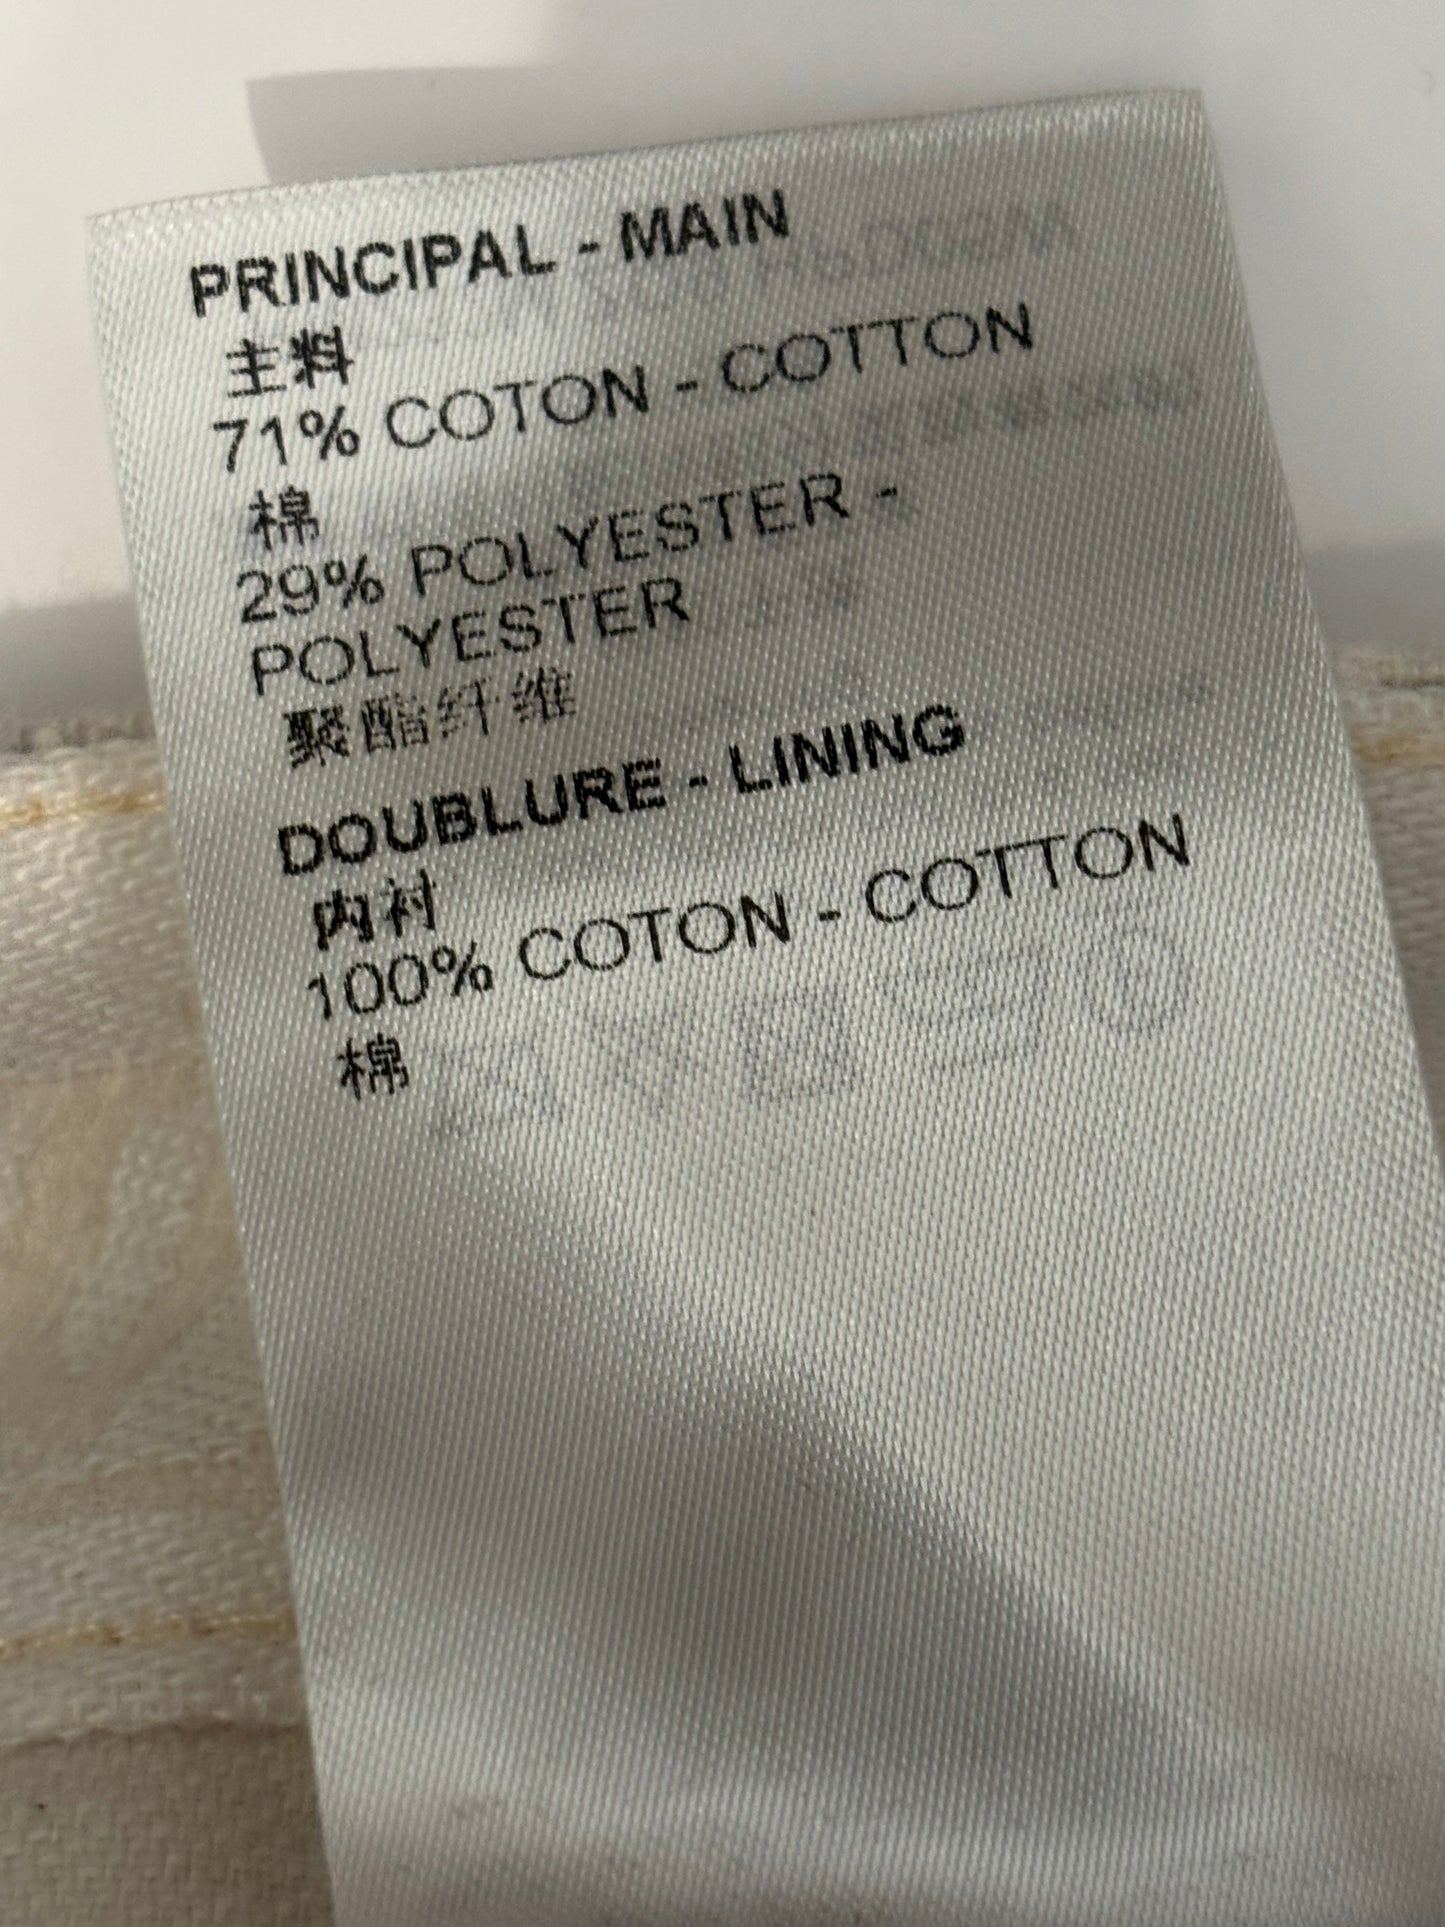 PRINCIPAL - MAIN
主料
71% COTON - COTTON
棉
29% POLYESTER -
POLYESTER
聚酯纤维
DOUBLURE - LINING
内衬
100% COTON - COTTON
棉